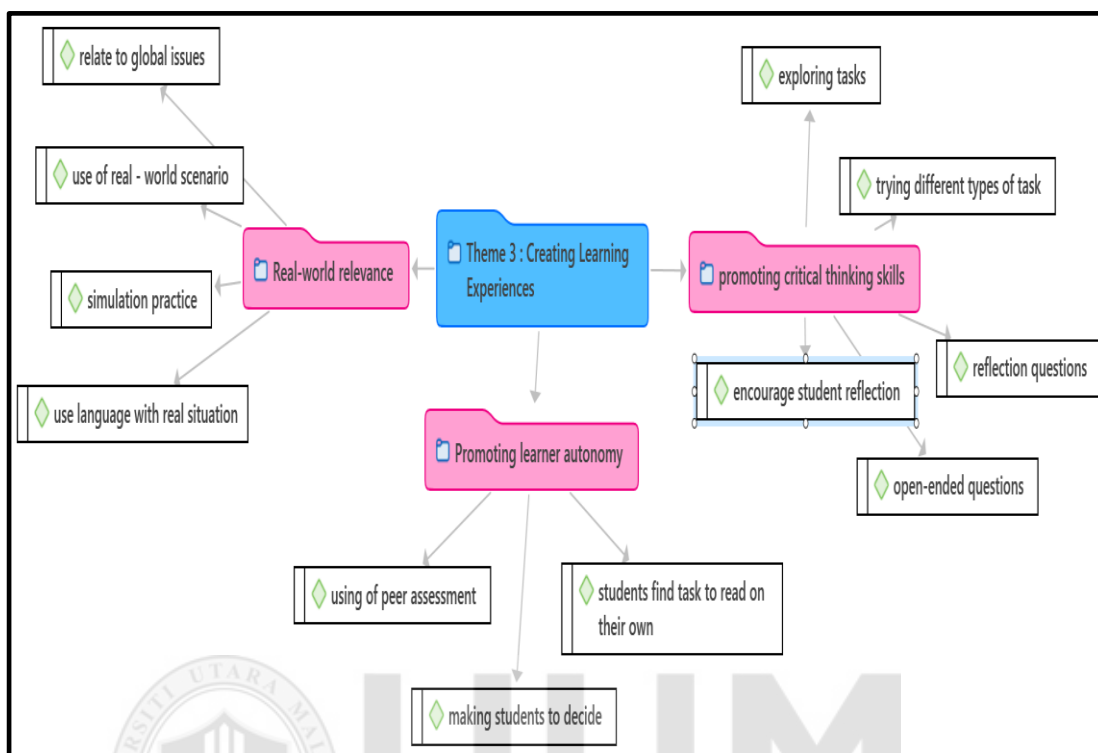 relate to global issues
use of real - world scenario
Real-world relevance
simulation practice
use language with real situation
Theme 3 : Creating Learning
Experiences
exploring tasks
trying different types of task
promoting critical thinking skills
encourage student reflection
reflection questions
open-ended questions
Promoting learner autonomy
using of peer assessment
students find task to read on
their own
making students to decide
UTARA
UUM